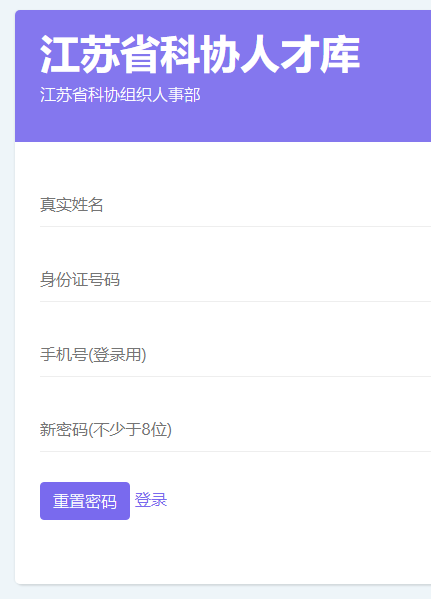 江苏省科协人才库
江苏省科协组织人事部
真实姓名
身份证号码
手机号(登录用)
新密码(不少于8位)
重置密码 登录